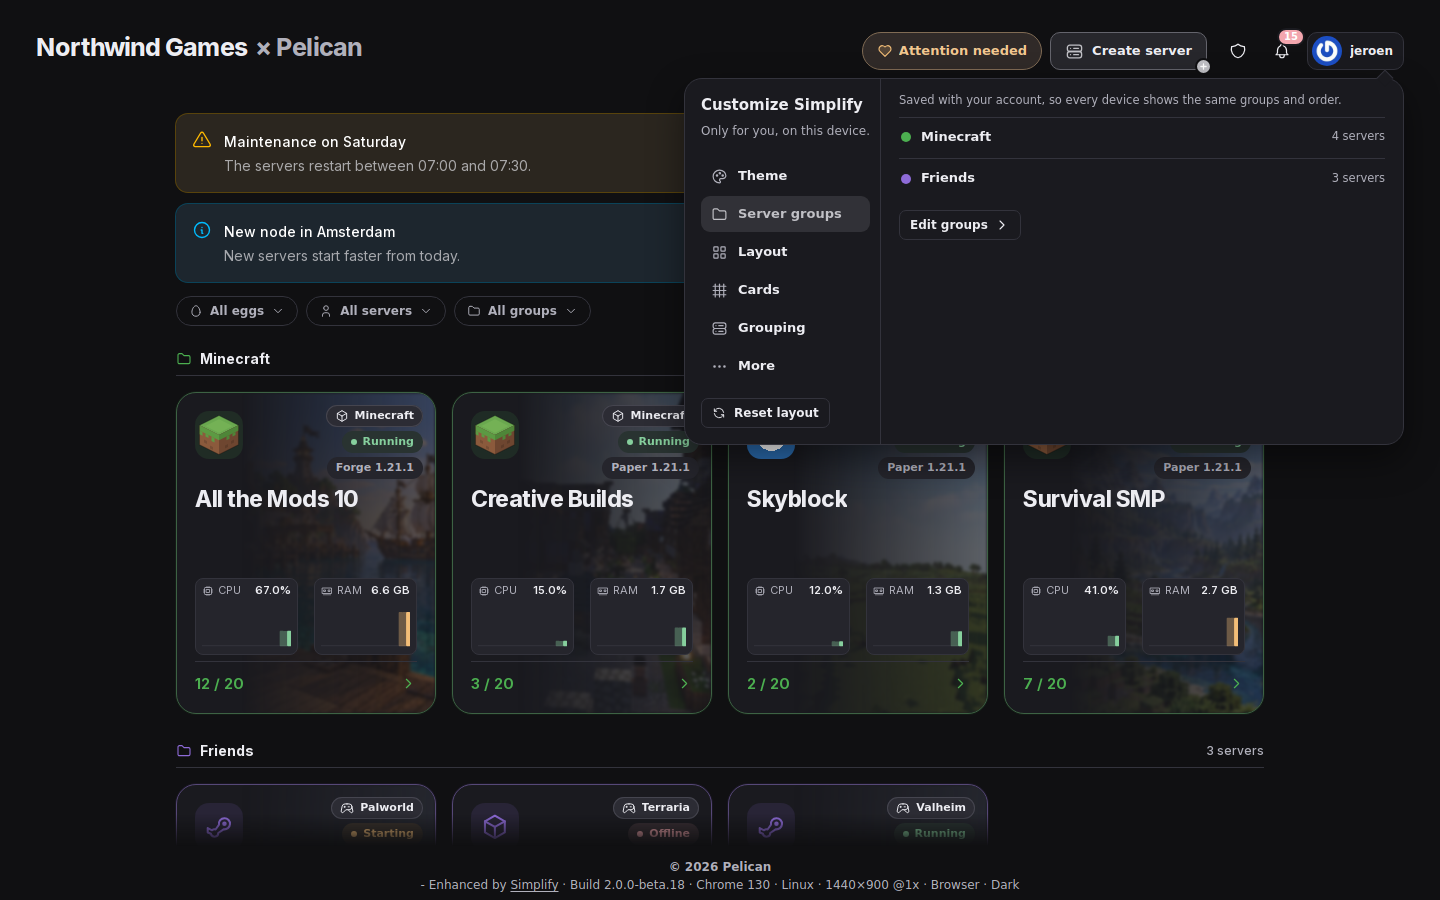 Northwind Games × Pelican
Attention needed
Create server
15
jeroen
Maintenance on Saturday
The servers restart between 07:00 and 07:30.
New node in Amsterdam
New servers start faster from today.
Customize Simplify
Only for you, on this device.
Theme
Server groups
Layout
Cards
Grouping
More
Reset layout
Saved with your account, so every device shows the same groups and order.
Minecraft 4 servers
Friends 3 servers
Edit groups
All eggs All servers All groups
Minecraft
Minecraft
Running
Forge 1.21.1
All the Mods 10
CPU 67.0% RAM 6.6 GB
12 / 20
Minecraf
Running
Paper 1.21.1
Creative Builds
CPU 15.0% RAM 1.7 GB
3 / 20
Paper 1.21.1
Skyblock
CPU 12.0% RAM 1.3 GB
2 / 20
Paper 1.21.1
Survival SMP
CPU 41.0% RAM 2.7 GB
7 / 20
Friends 3 servers
Palworld
Starting
Terraria
Offline
Valheim
Running
© 2026 Pelican
- Enhanced by Simplify · Build 2.0.0-beta.18 · Chrome 130 · Linux · 1440×900 @1x · Browser · Dark